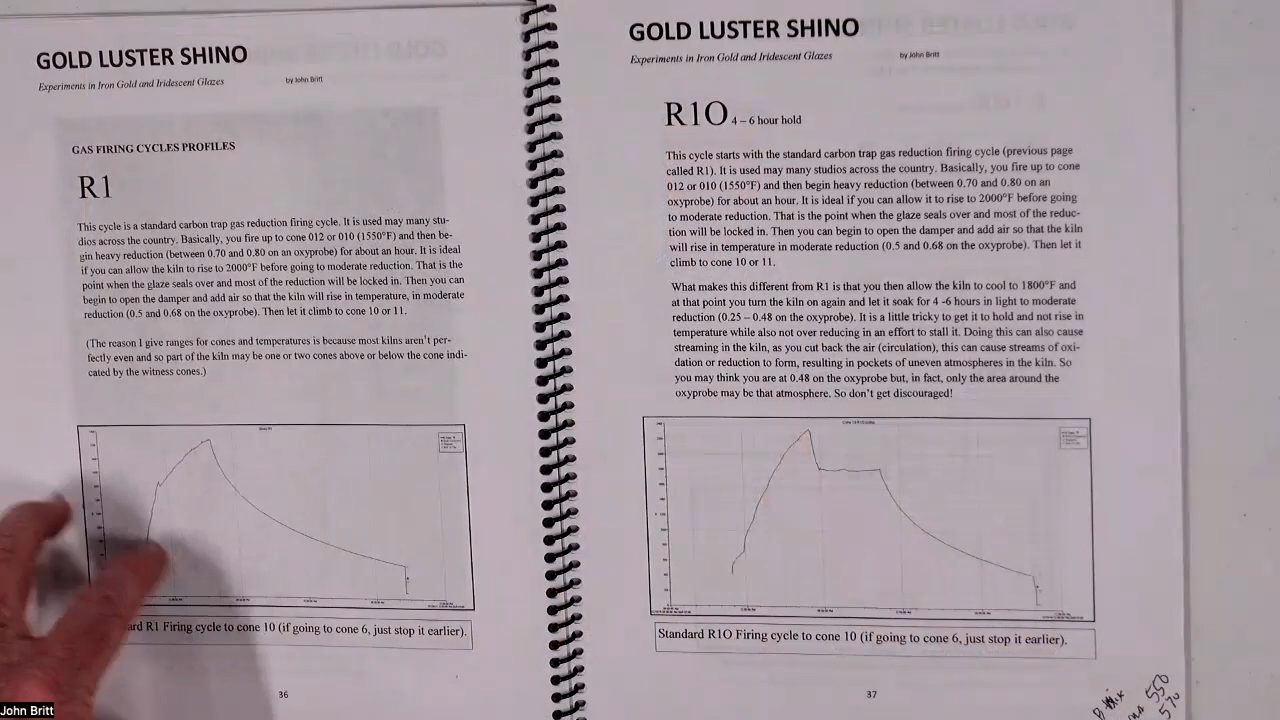 GOLD LUSTER SHINO
Experiments in Iron Gold and Iridescent Glazes by John Britt
GAS FIRING CYCLES PROFILES
R1
This cycle is a standard carbon trap gas reduction firing cycle. It is used may many stu-
dios across the country. Basically, you fire up to cone 012 or 010 (1550°F) and then be-
gin heavy reduction (between 0.70 and 0.80 on an oxyprobe) for about an hour. It is ideal
if you can allow the kiln to rise to 2000°F before going to moderate reduction. That is the
point when the glaze seals over and most of the reduction will be locked in. Then you can
begin to open the damper and add air so that the kiln will rise in temperature, in moderate
reduction (0.5 and 0.68 on the oxyprobe). Then let it climb to cone 10 or 11.
(The reason I give ranges for cones and temperatures is because most kilns aren't per-
fectly even and so part of the kiln may be one or two cones above or below the cone indi-
cated by the witness cones.)
ard R1 Firing cycle to cone 10 (if going to cone 6, just stop it earlier).
36
GOLD LUSTER SHINO
Experiments in Iron Gold and Iridescent Glazes by John Britt
R1O 4 – 6 hour hold
This cycle starts with the standard carbon trap gas reduction firing cycle (previous page
called R1). It is used may many studios across the country. Basically, you fire up to cone
012 or 010 (1550°F) and then begin heavy reduction (between 0.70 and 0.80 on an
oxyprobe) for about an hour. It is ideal if you can allow it to rise to 2000°F before going
to moderate reduction. That is the point when the glaze seals over and most of the reduc-
tion will be locked in. Then you can begin to open the damper and add air so that the kiln
will rise in temperature in moderate reduction (0.5 and 0.68 on the oxyprobe). Then let it
climb to cone 10 or 11.
What makes this different from R1 is that you then allow the kiln to cool to 1800°F and
at that point you turn the kiln on again and let it soak for 4 -6 hours in light to moderate
reduction (0.25 – 0.48 on the oxyprobe). It is a little tricky to get it to hold and not rise in
temperature while also not over reducing in an effort to stall it. Doing this can also cause
streaming in the kiln, as you cut back the air (circulation), this can cause streams of oxi-
dation or reduction to form, resulting in pockets of uneven atmospheres in the kiln. So
you may think you are at 0.48 on the oxyprobe but, in fact, only the area around the
oxyprobe may be that atmosphere. So don't get discouraged!
Standard R1O Firing cycle to cone 10 (if going to cone 6, just stop it earlier).
37
550
570
John Britt